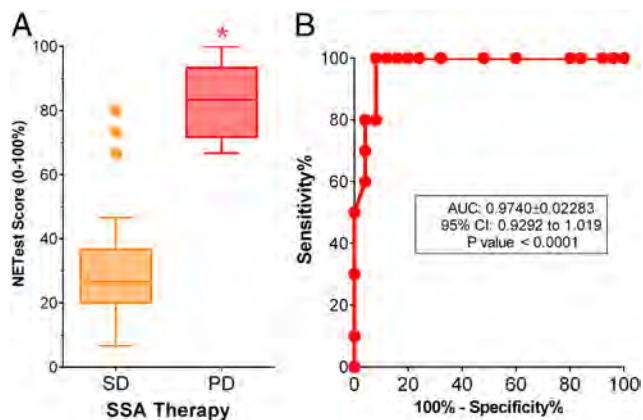 A
*
NETest Score (0-100%)
100
80
60
40
20
0
SD PD
SSA Therapy
B
Sensitivity%
100
80
60
40
20
0
AUC: 0.9740±0.02283
95% CI: 0.9292 to 1.019
P value < 0.0001
0 20 40 60 80 100
100% - Specificity%